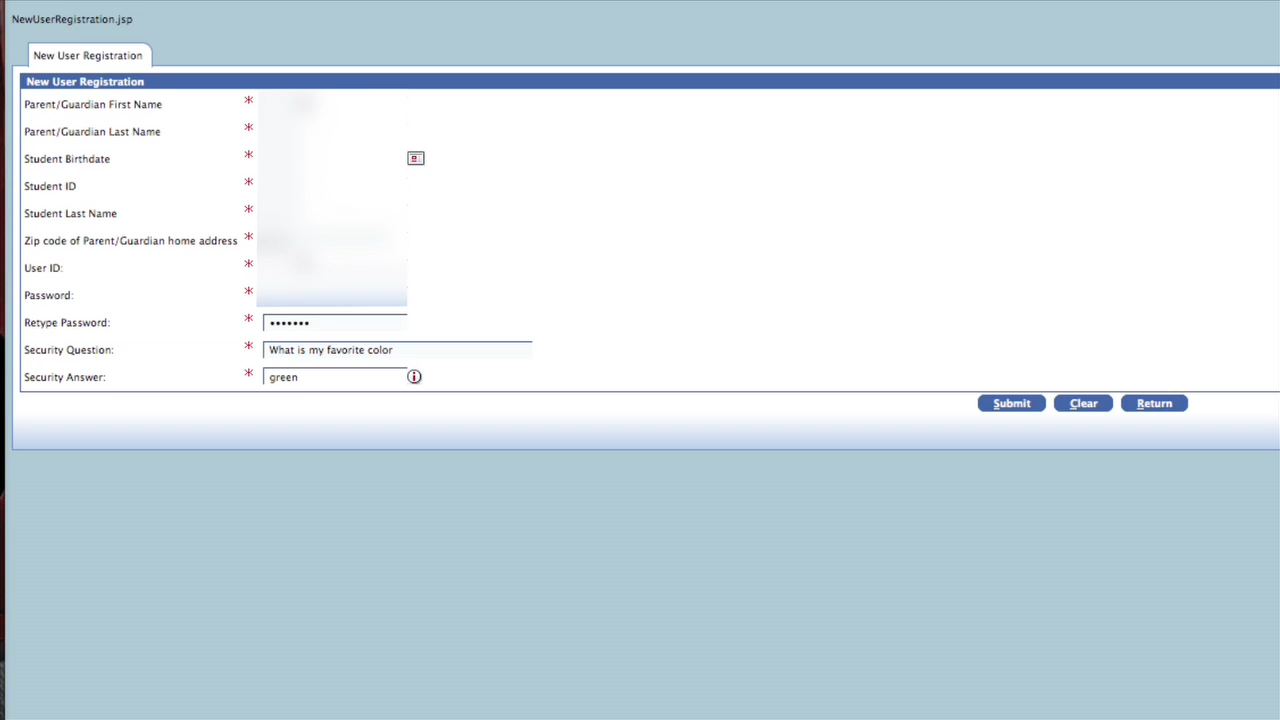 NewUserRegistration.jsp
New User Registration
New User Registration
Parent/Guardian First Name *
Parent/Guardian Last Name *
Student Birthdate *
Student ID *
Student Last Name *
Zip code of Parent/Guardian home address *
User ID: *
Password: *
Retype Password: * •••••••
Security Question: * What is my favorite color
Security Answer: * green
Submit Clear Return